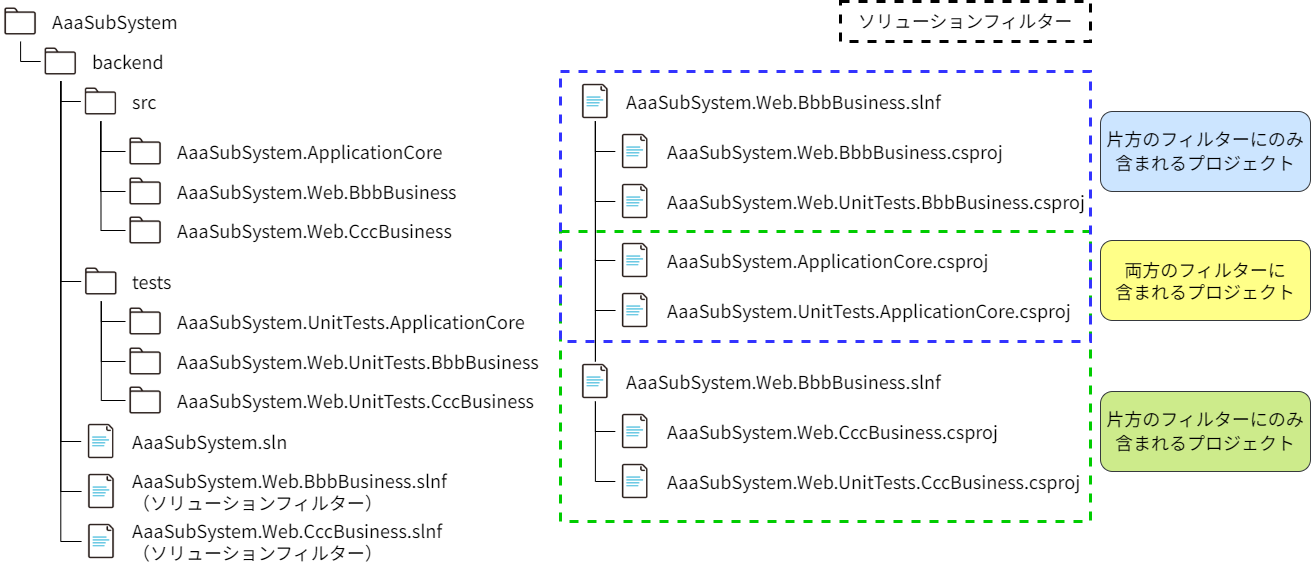 AaaSubSystem
backend
src
AaaSubSystem.ApplicationCore
AaaSubSystem.Web.BbbBusiness
AaaSubSystem.Web.CccBusiness
tests
AaaSubSystem.UnitTests.ApplicationCore
AaaSubSystem.Web.UnitTests.BbbBusiness
AaaSubSystem.Web.UnitTests.CccBusiness
AaaSubSystem.sln
AaaSubSystem.Web.BbbBusiness.slnf
（ソリューションフィルター）
AaaSubSystem.Web.CccBusiness.slnf
（ソリューションフィルター）
ソリューションフィルター
AaaSubSystem.Web.BbbBusiness.slnf
AaaSubSystem.Web.BbbBusiness.csproj
AaaSubSystem.Web.UnitTests.BbbBusiness.csproj
AaaSubSystem.ApplicationCore.csproj
AaaSubSystem.UnitTests.ApplicationCore.csproj
AaaSubSystem.Web.BbbBusiness.slnf
AaaSubSystem.Web.CccBusiness.csproj
AaaSubSystem.Web.UnitTests.CccBusiness.csproj
片方のフィルターにのみ
含まれるプロジェクト
両方のフィルターに
含まれるプロジェクト
片方のフィルターにのみ
含まれるプロジェクト